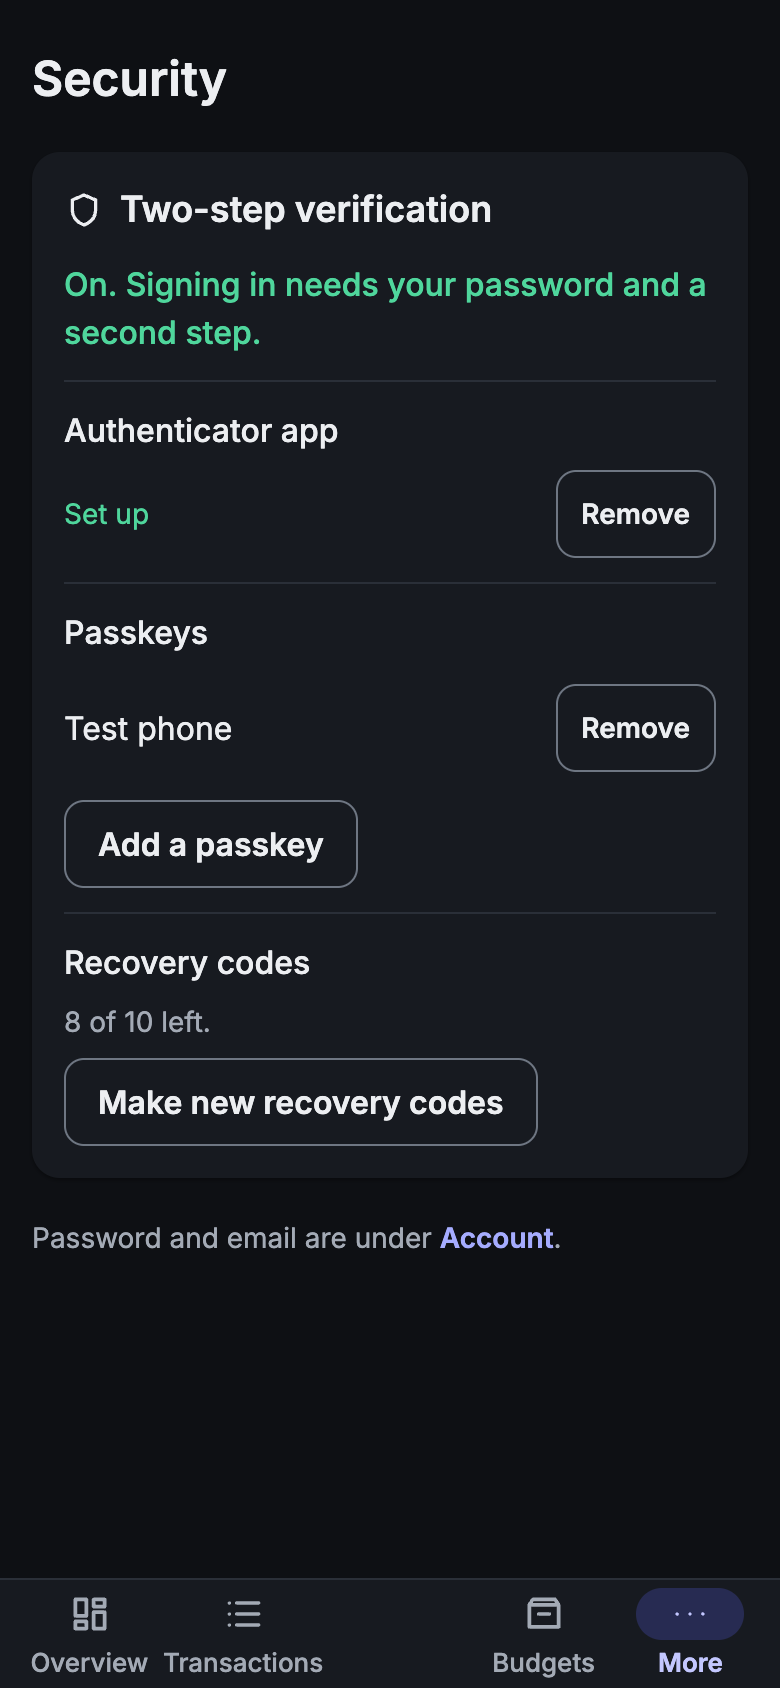 Security
Two-step verification
On. Signing in needs your password and a
second step.
Authenticator app
Set up
Remove
Passkeys
Test phone
Remove
Add a passkey
Recovery codes
8 of 10 left.
Make new recovery codes
Password and email are under Account.
Overview
Transactions
Budgets
More